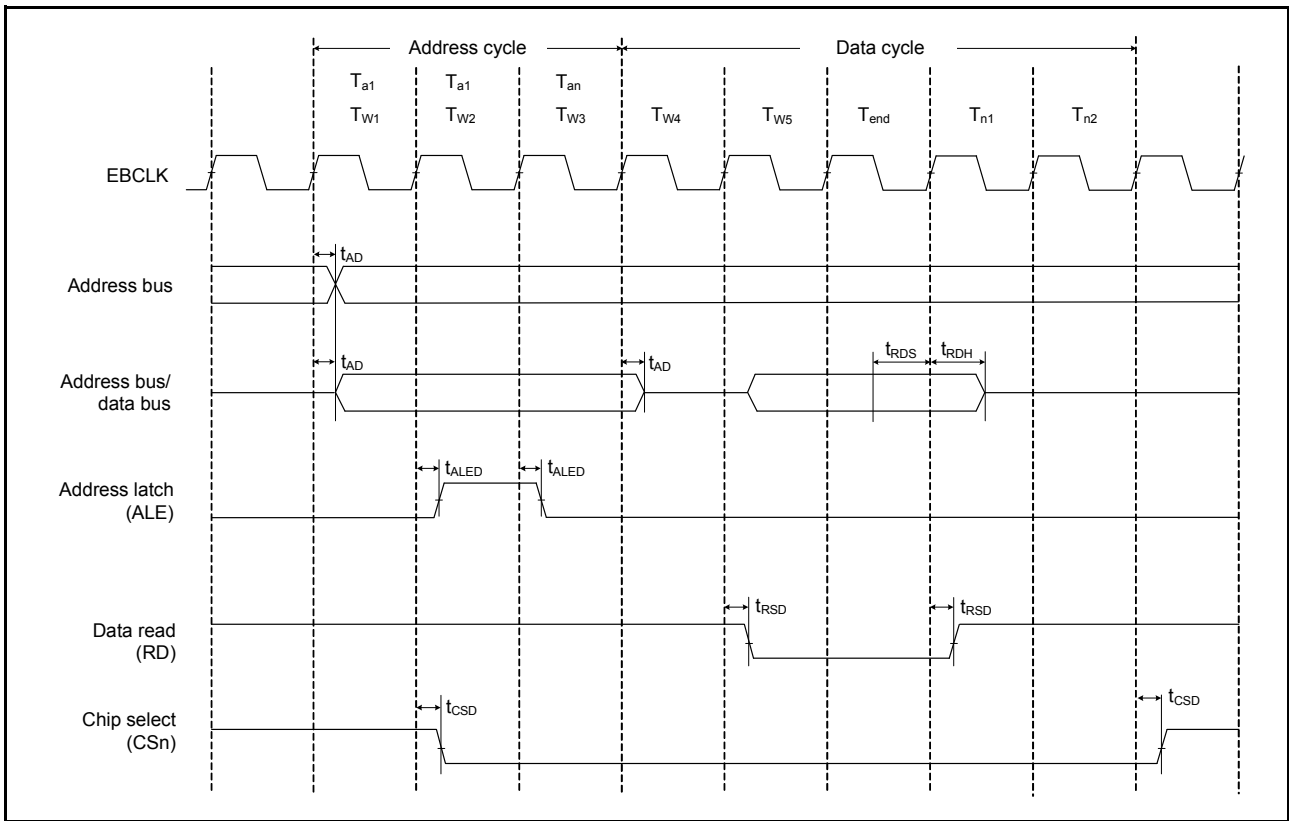 Address cycle Data cycle
Ta1 Ta1 Tan
TW1 TW2 TW3 TW4 TW5 Tend Tn1 Tn2
EBCLK
tAD
Address bus
tAD tAD tRDS tRDH
Address bus/
data bus
tALED tALED
Address latch
(ALE)
tRSD tRSD
Data read
(RD)
tCSD tCSD
Chip select
(CSn)